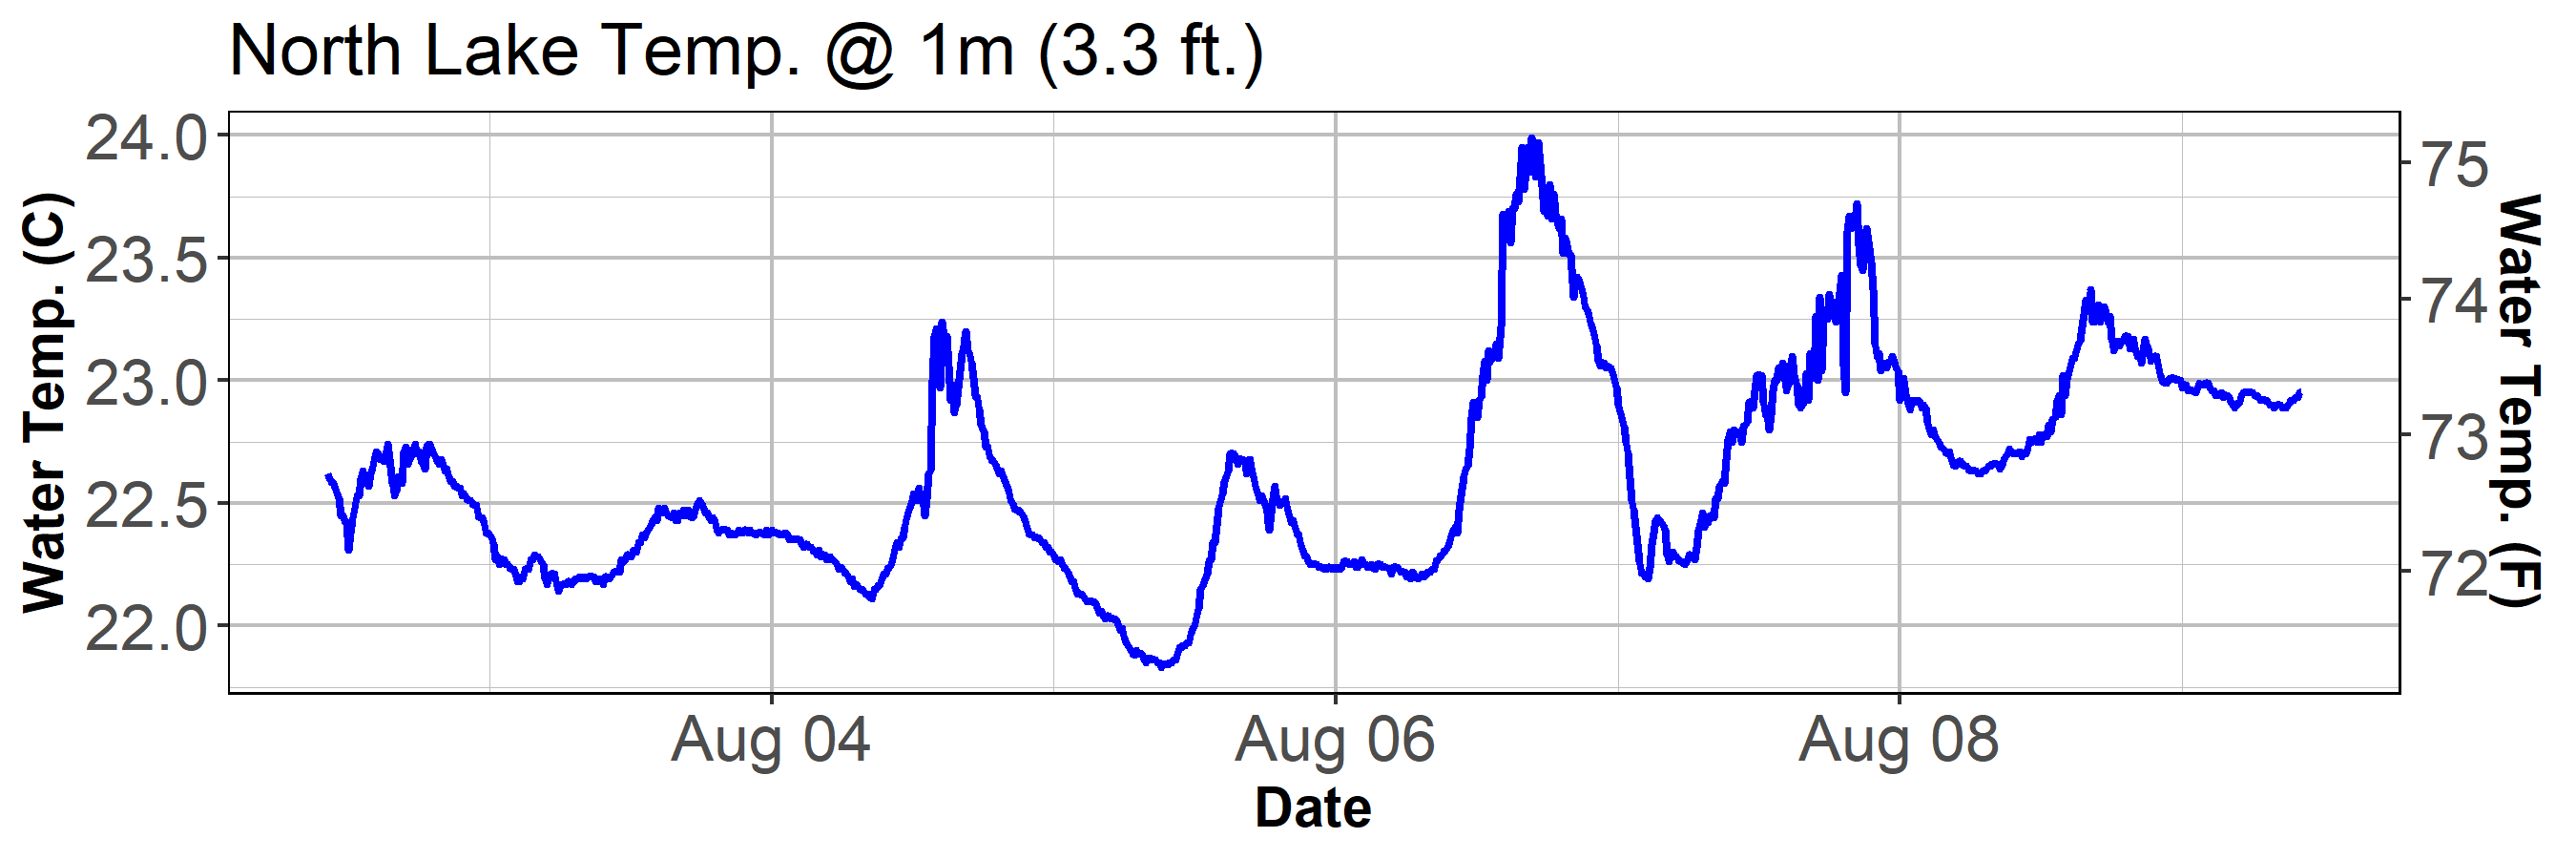 North Lake Temp. @ 1m (3.3 ft.)
24.0
23.5
23.0
22.5
22.0
Water Temp. (C)
75
74
73
72
Water Temp. (F)
Aug 04
Aug 06
Aug 08
Date